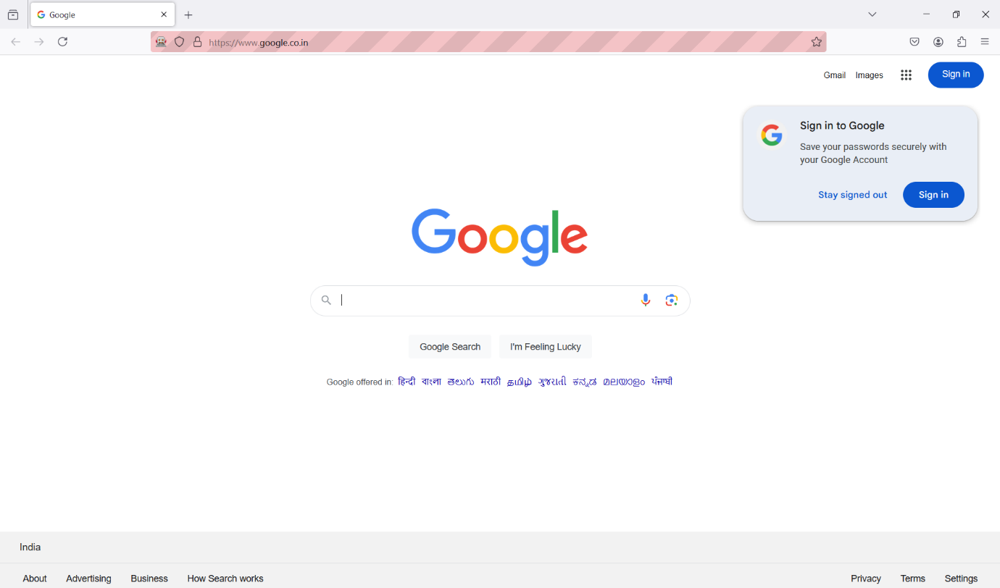 Google
https://www.google.co.in
Gmail Images Sign in
Sign in to Google
Save your passwords securely with
your Google Account
Stay signed out Sign in
Google
Google Search I'm Feeling Lucky
Google offered in: हिन्दी বাংলা తెలుగు मराठी தமிழ் ગુજરાતી ಕನ್ನಡ മലയാളം ਪੰਜਾਬੀ
India
About Advertising Business How Search works Privacy Terms Settings